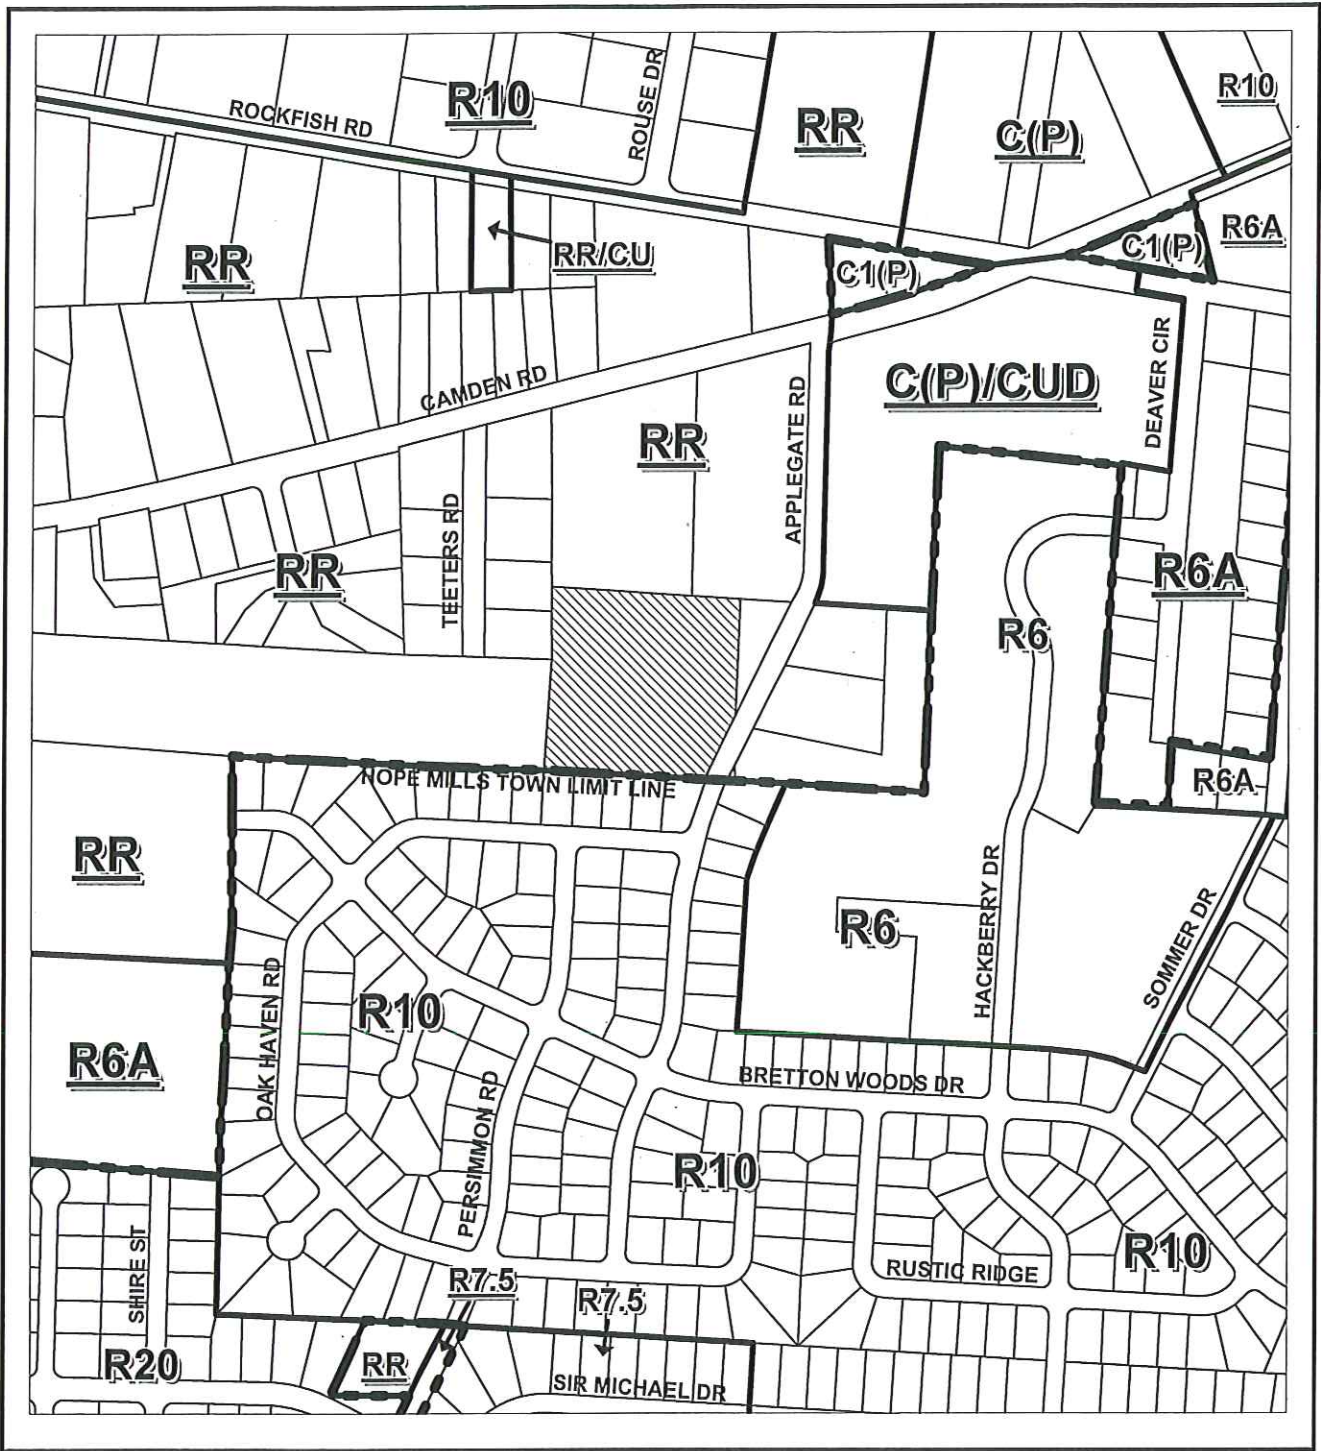 R10
ROCKFISH RD
R10
ROUSE DR
RR
C(P)
R6A
C1(P)
RR
RR/CU
C1(P)
DEAVER CIR
C(P)/CUD
CAMDEN RD
APPLEGATE RD
RR
TEETERS RD
RR
R6A
R6
HOPE MILLS TOWN LIMIT LINE
R6A
RR
HACKBERRY DR
SOMMER DR
R6
OAK HAVEN RD
R10
R6A
BRETTON WOODS DR
PERSIMMON RD
R10
SHIRE ST
R10
R7.5
RUSTIC RIDGE
R7.5
R20
RR
SIR MICHAEL DR